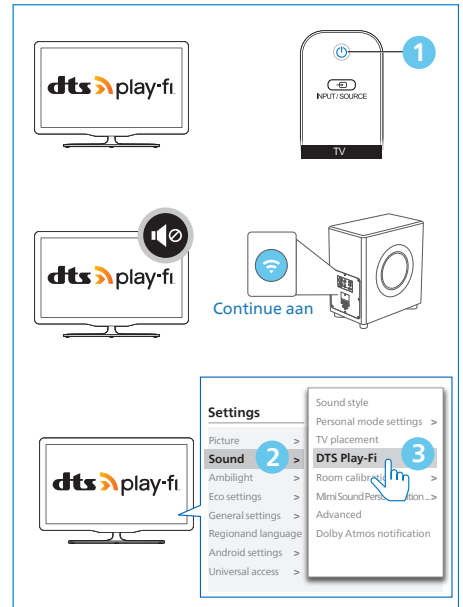 dts play-fi
1
INPUT/SOURCE
TV
dts play-fi
Continue aan
dts play-fi
Settings
Picture >
Sound 2 >
Ambilight >
Eco settings >
General settings >
Regionand language
Android settings >
Universal access >
Sound style
Personal mode settings >
TV placement
DTS Play-Fi 3
Room calibrati >
Mimi Sound Pers tion... >
Advanced
Dolby Atmos notification